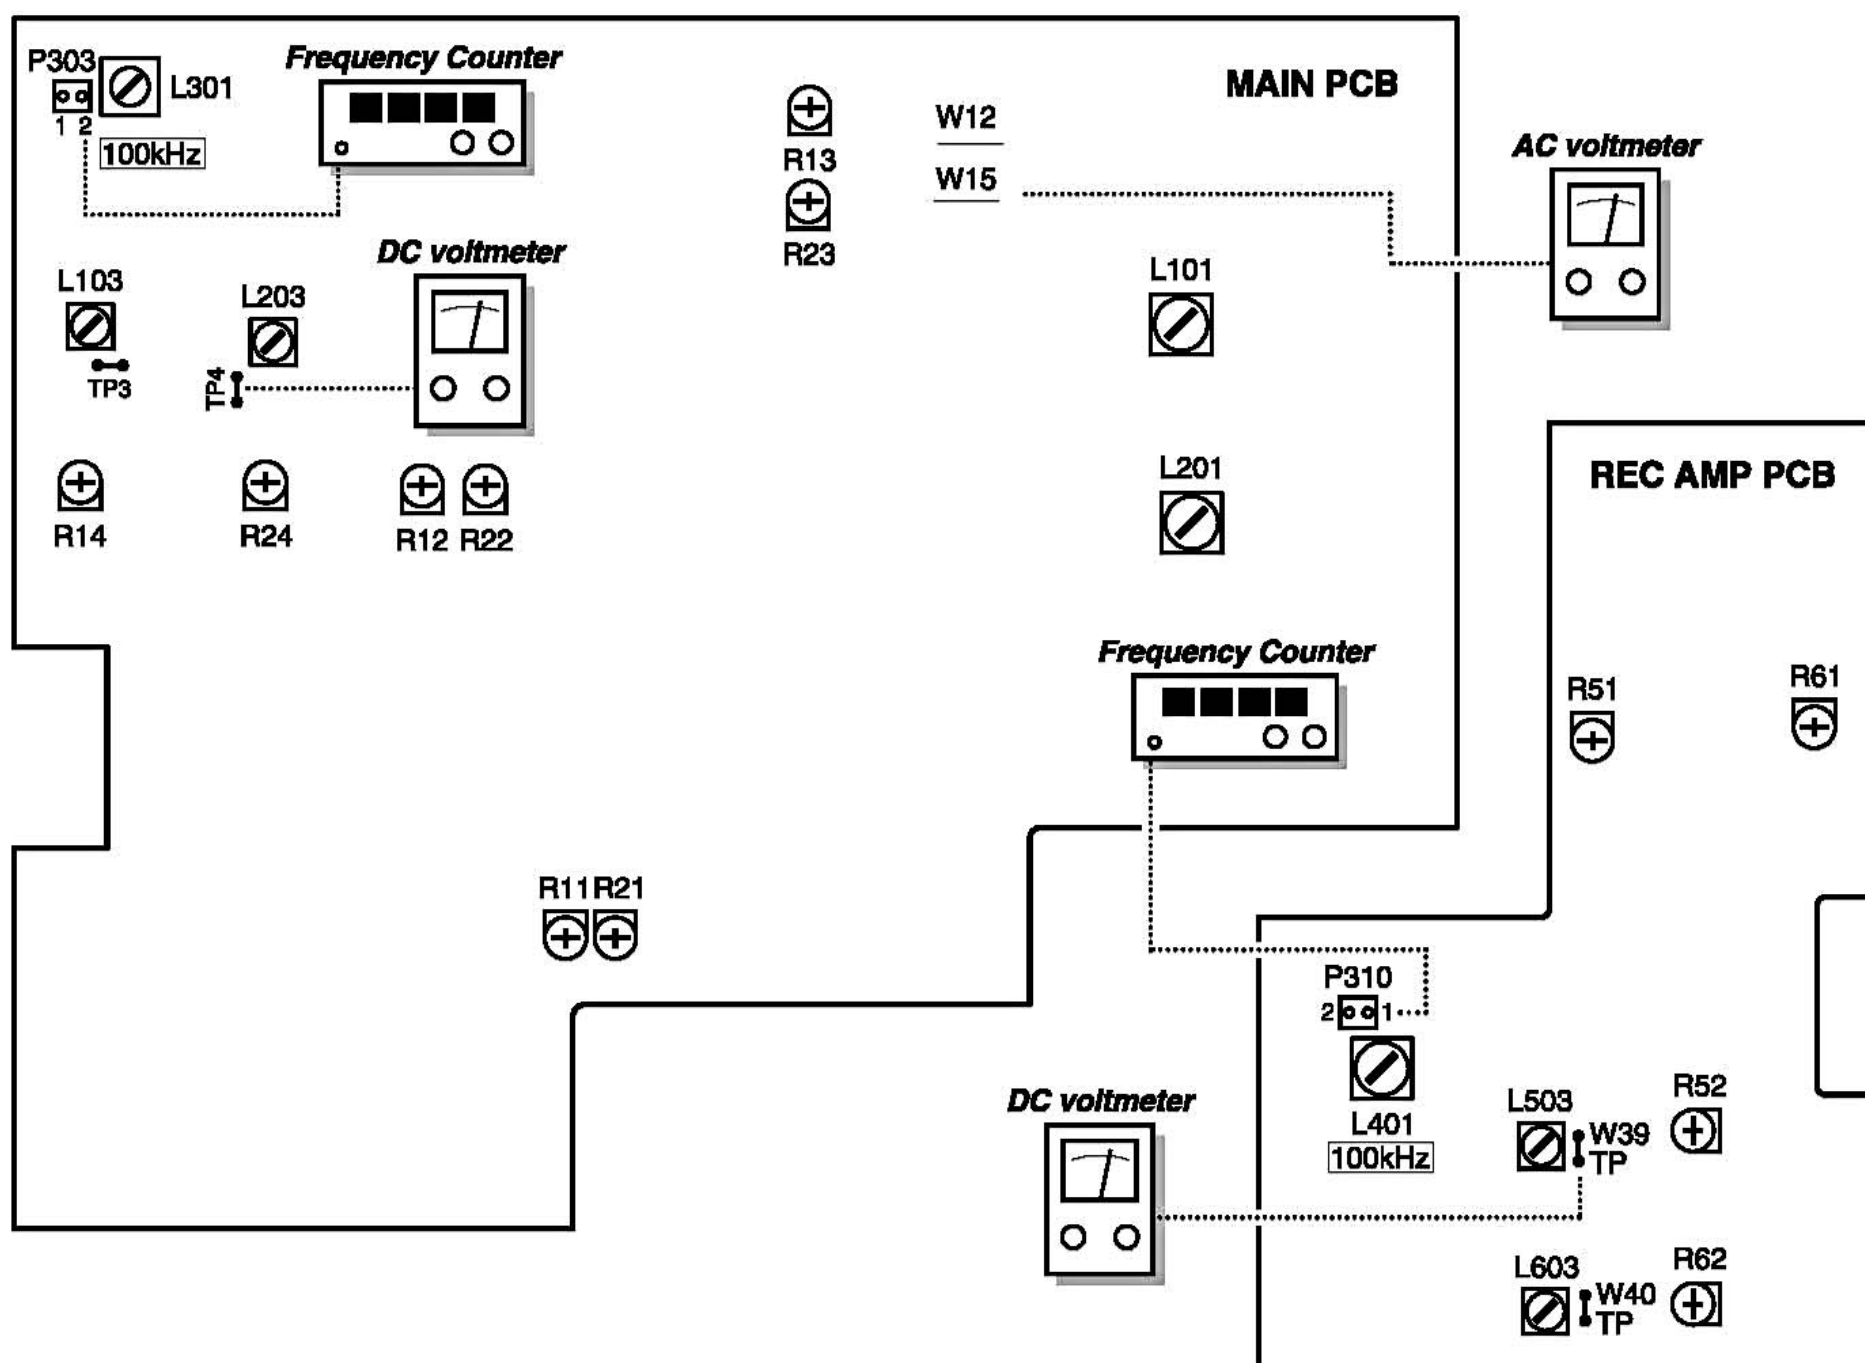 P303
L301
1 2
100kHz
Frequency Counter
R13
R23
W12
W15
MAIN PCB
AC voltmeter
L103
TP3
L203
TP4
DC voltmeter
L101
R14
R24
R12 R22
L201
REC AMP PCB
Frequency Counter
R51
R61
R11 R21
P310
2 1
L401
100kHz
DC voltmeter
L503
W39
TP
R52
L603
W40
TP
R62